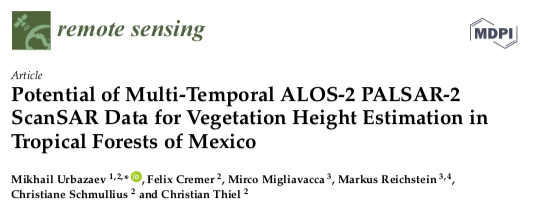 remote sensing
MDPI
Article
Potential of Multi-Temporal ALOS-2 PALSAR-2
ScanSAR Data for Vegetation Height Estimation in
Tropical Forests of Mexico
Mikhail Urbazaev 1,2,* iD, Felix Cremer 2, Mirco Migliavacca 3, Markus Reichstein 3,4,
Christiane Schmullius 2 and Christian Thiel 2